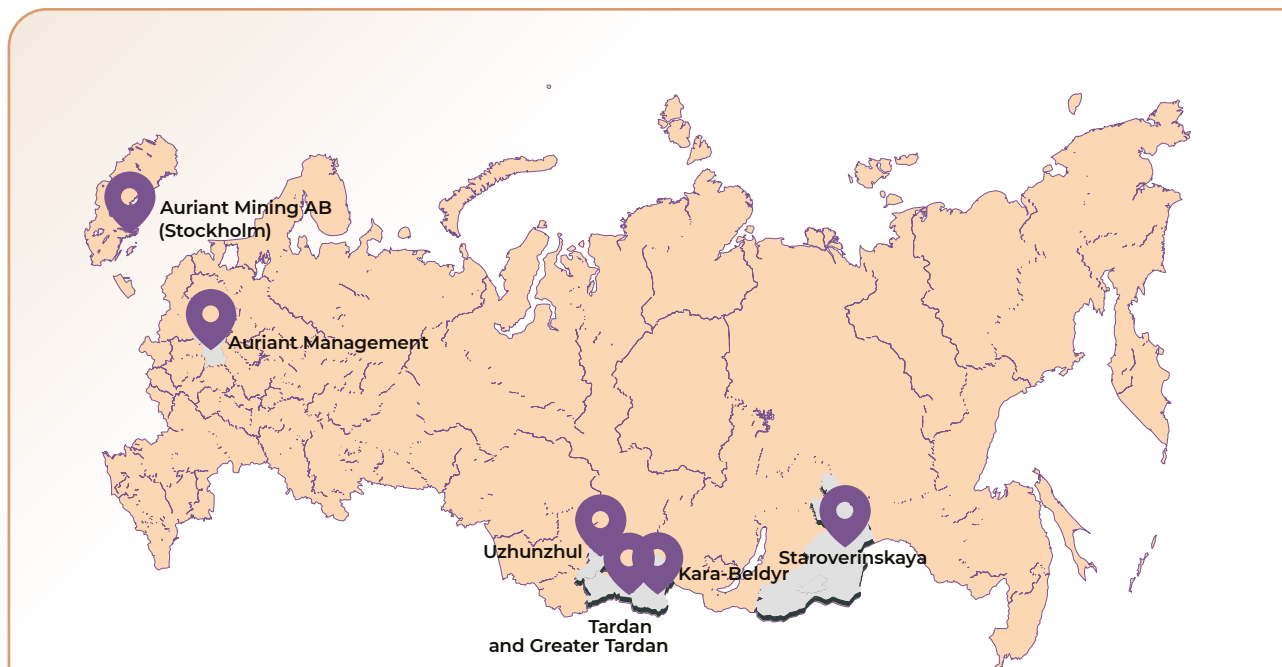 Auriant Mining AB
(Stockholm)
Auriant Management
Uzhunzhul
Staroverinskaya
Kara-Beldyr
Tardan
and Greater Tardan